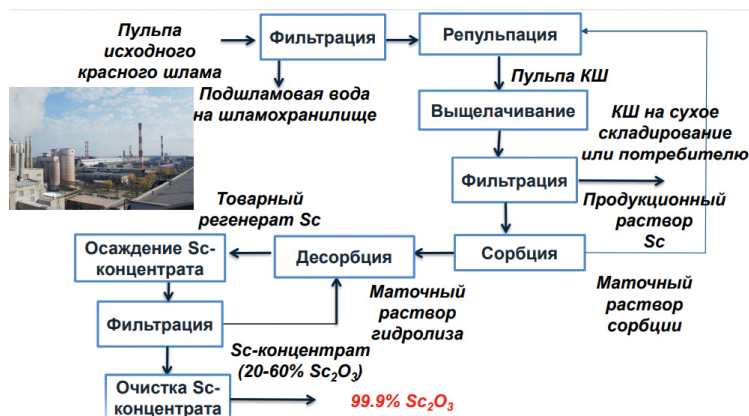 Пульпа
исходного
красного шлама
Фильтрация
Репульпация
Подшламовая вода
на шламохранилище
Пульпа КШ
Выщелачивание
КШ на сухое
складирование
или потребителю
Фильтрация
Продукционный
раствор
Sc
Товарный
регенерат Sc
Осаждение Sc-
концентрата
Десорбция
Сорбция
Маточный
раствор
гидролиза
Маточный
раствор
сорбции
Фильтрация
Sc-концентрат
(20-60% Sc₂O₃)
Очистка Sc-
концентрата
99.9% Sc₂O₃